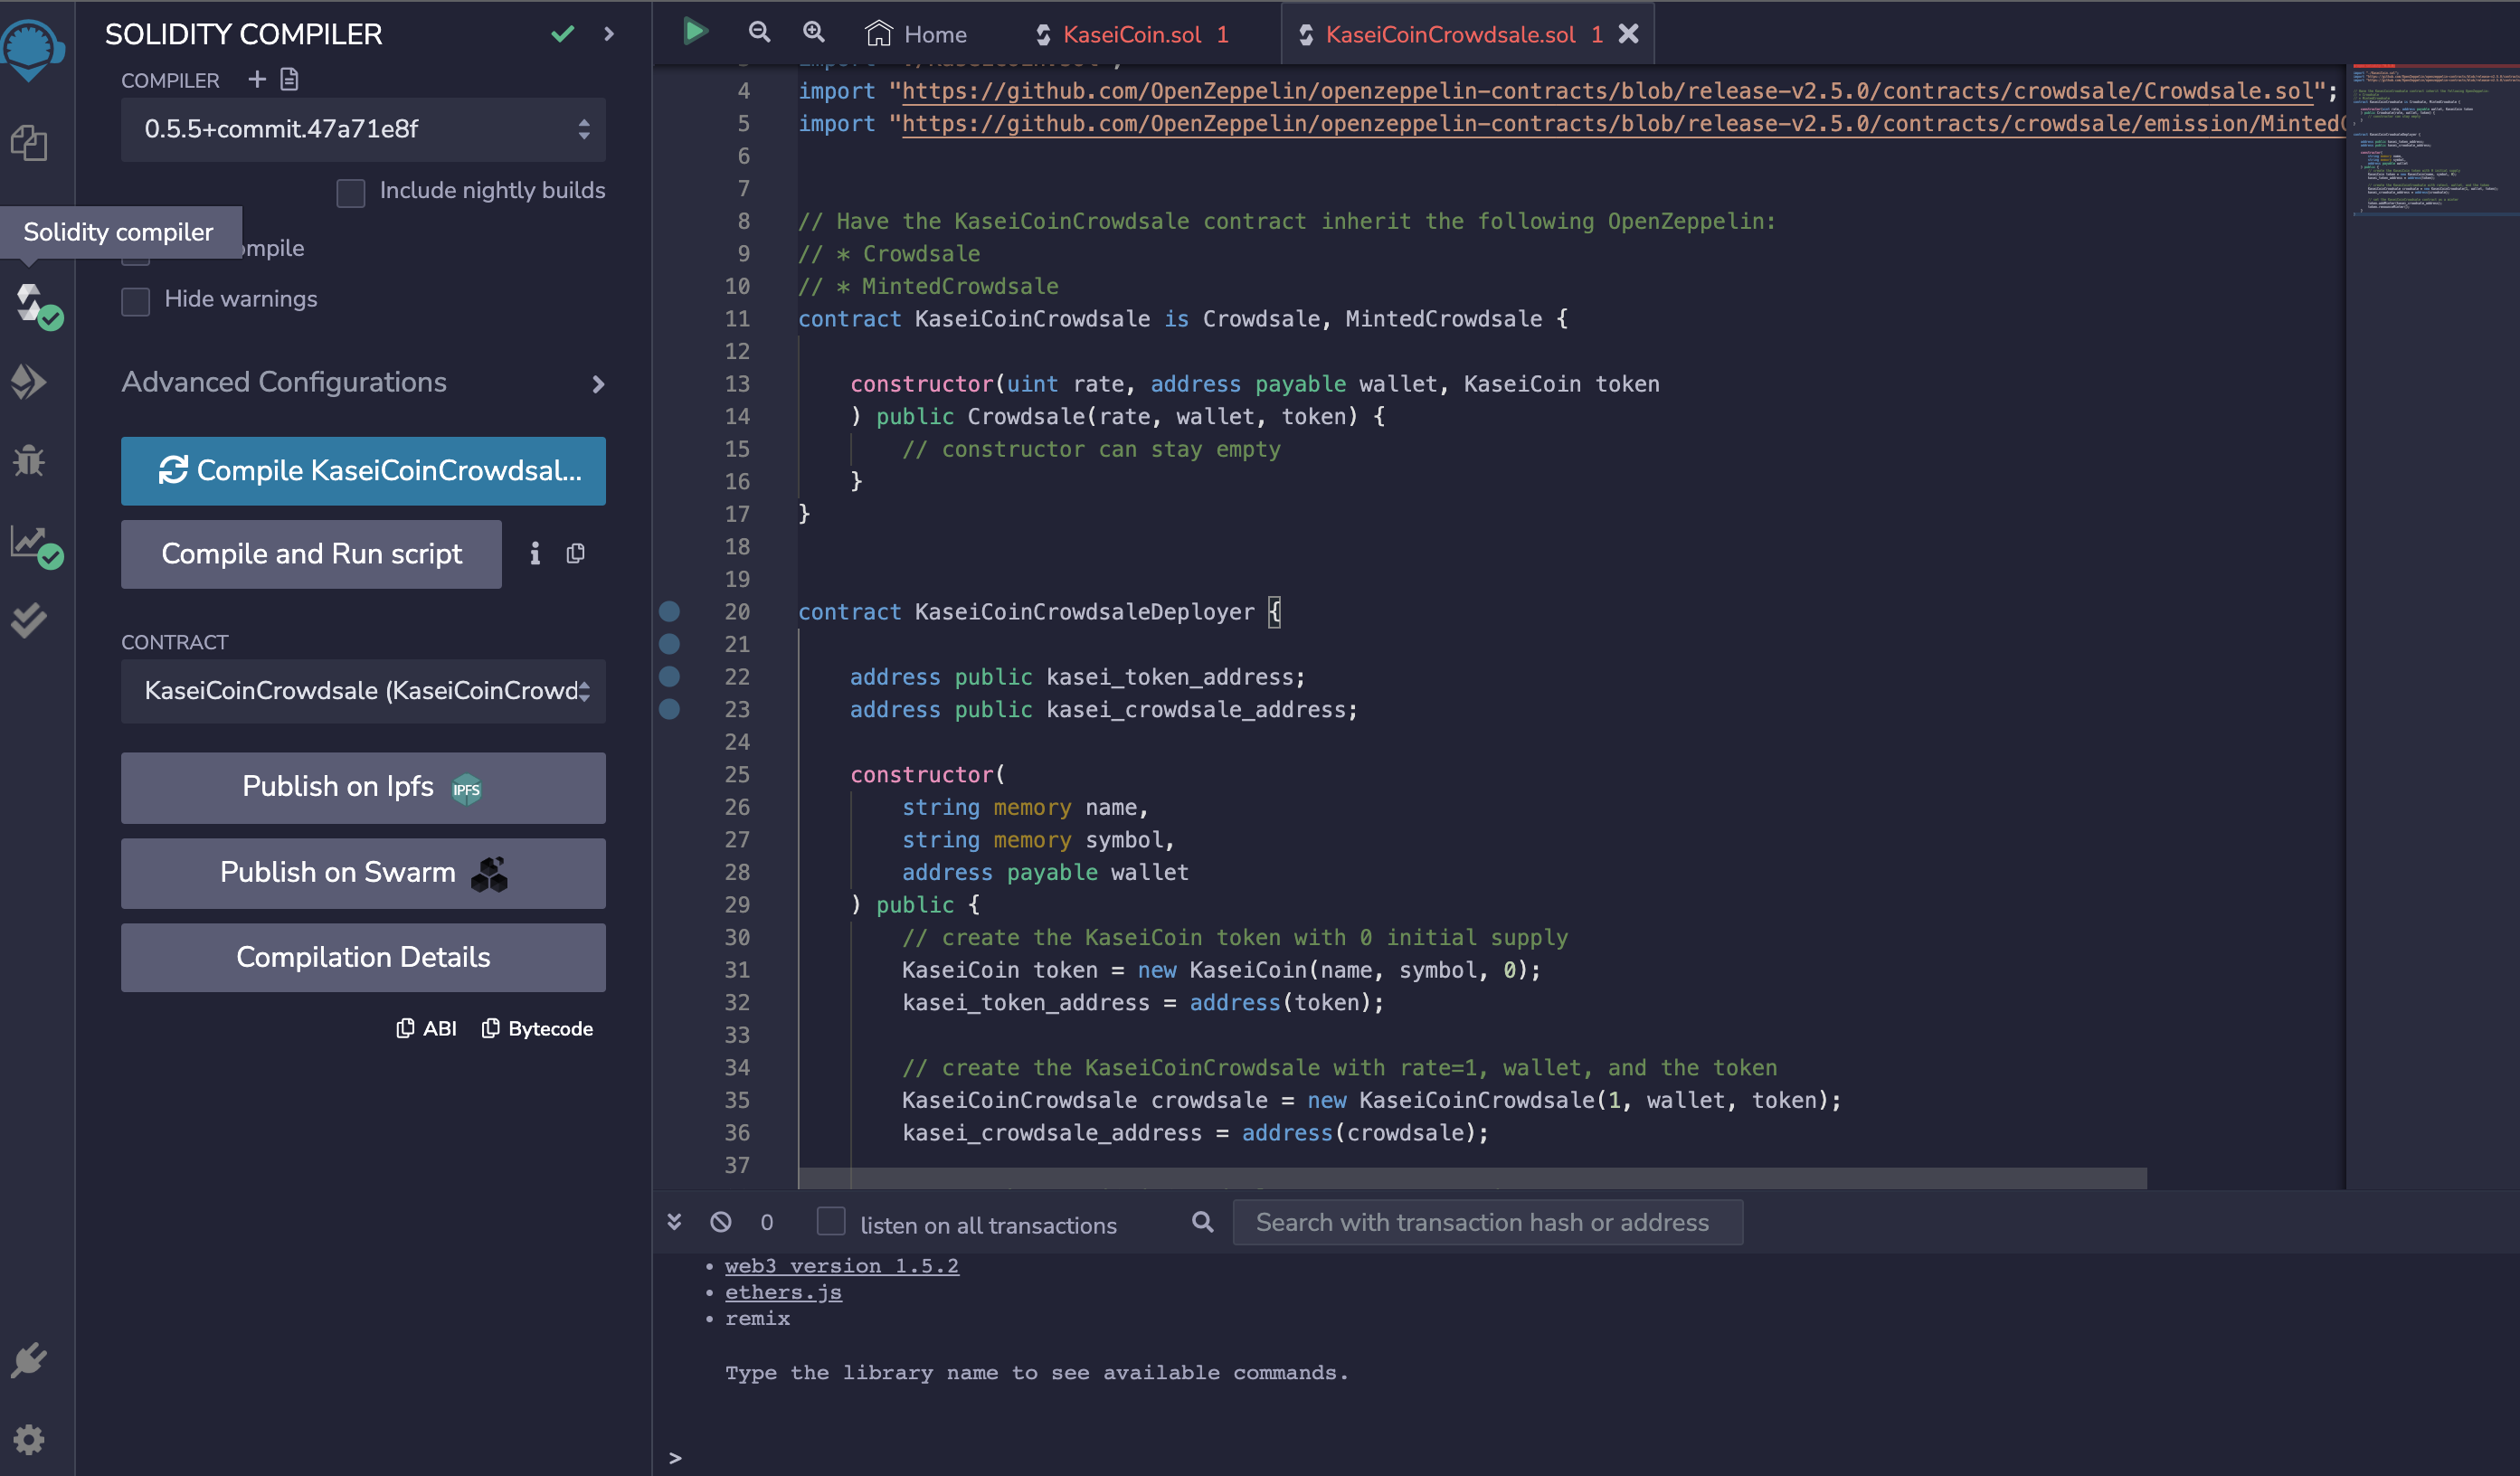 SOLIDITY COMPILER
COMPILER
0.5.5+commit.47a71e8f
Include nightly builds
Solidity compiler
ompile
Hide warnings
Advanced Configurations
Compile KaseiCoinCrowdsal...
Compile and Run script
CONTRACT
KaseiCoinCrowdsale (KaseiCoinCrowd
Publish on Ipfs IPFS
Publish on Swarm
Compilation Details
ABI Bytecode
Home KaseiCoin.sol 1 KaseiCoinCrowdsale.sol 1
4 import "https://github.com/OpenZeppelin/openzeppelin-contracts/blob/release-v2.5.0/contracts/crowdsale/Crowdsale.sol";
5 import "https://github.com/OpenZeppelin/openzeppelin-contracts/blob/release-v2.5.0/contracts/crowdsale/emission/MintedC
6
7
8 // Have the KaseiCoinCrowdsale contract inherit the following OpenZeppelin:
9 // * Crowdsale
10 // * MintedCrowdsale
11 contract KaseiCoinCrowdsale is Crowdsale, MintedCrowdsale {
12
13 constructor(uint rate, address payable wallet, KaseiCoin token
14 ) public Crowdsale(rate, wallet, token) {
15 // constructor can stay empty
16 }
17 }
18
19
20 contract KaseiCoinCrowdsaleDeployer {
21
22 address public kasei_token_address;
23 address public kasei_crowdsale_address;
24
25 constructor(
26 string memory name,
27 string memory symbol,
28 address payable wallet
29 ) public {
30 // create the KaseiCoin token with 0 initial supply
31 KaseiCoin token = new KaseiCoin(name, symbol, 0);
32 kasei_token_address = address(token);
33
34 // create the KaseiCoinCrowdsale with rate=1, wallet, and the token
35 KaseiCoinCrowdsale crowdsale = new KaseiCoinCrowdsale(1, wallet, token);
36 kasei_crowdsale_address = address(crowdsale);
37
0 listen on all transactions Search with transaction hash or address
• web3 version 1.5.2
• ethers.js
• remix
Type the library name to see available commands.
>